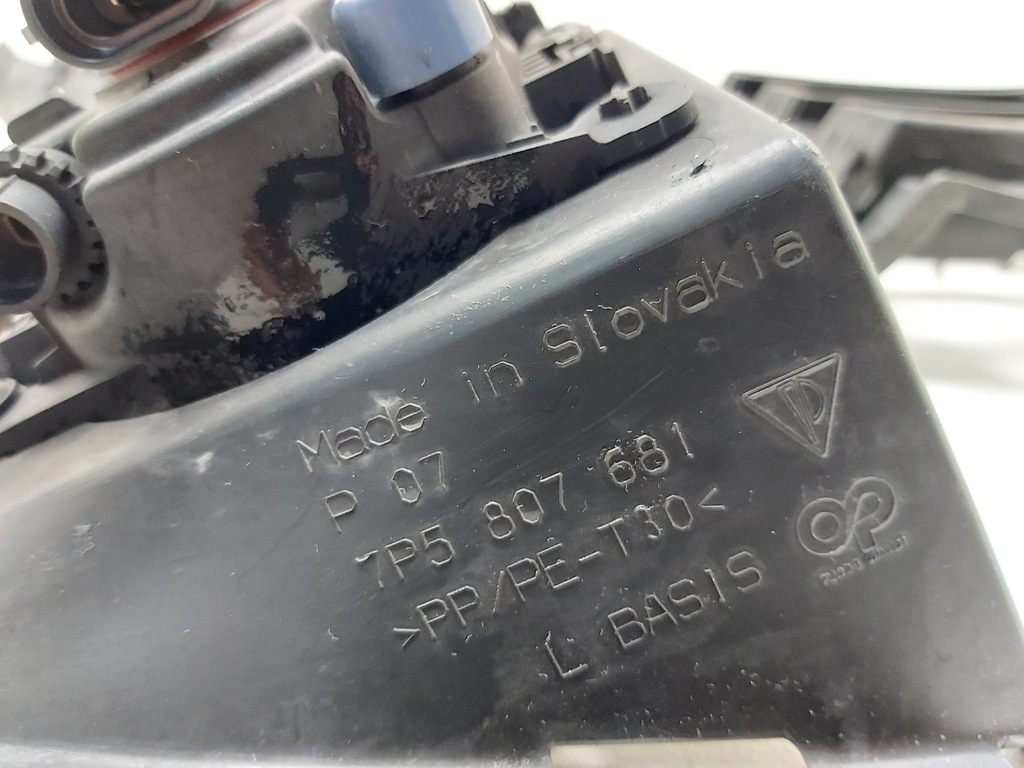 Made in Slovakia
P 07
7P5 807 681
>PP/PE-T30<
L BASIS